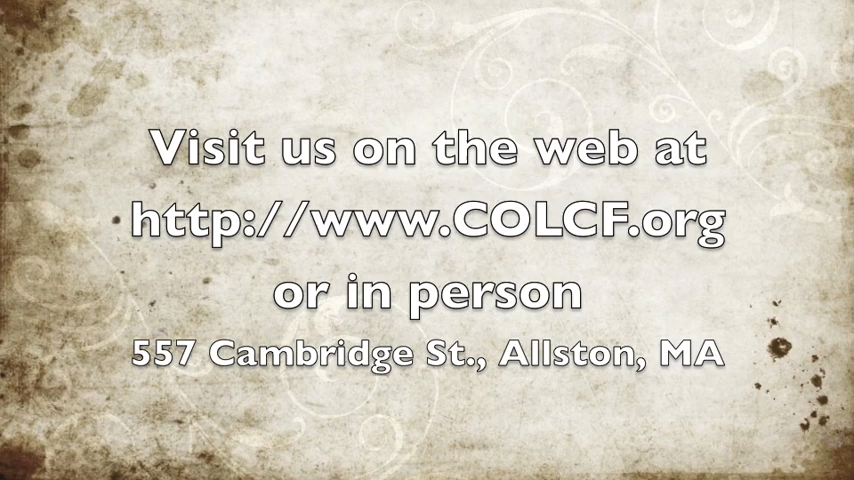 Visit us on the web at
http://www.COLCF.org
or in person
557 Cambridge St., Allston, MA